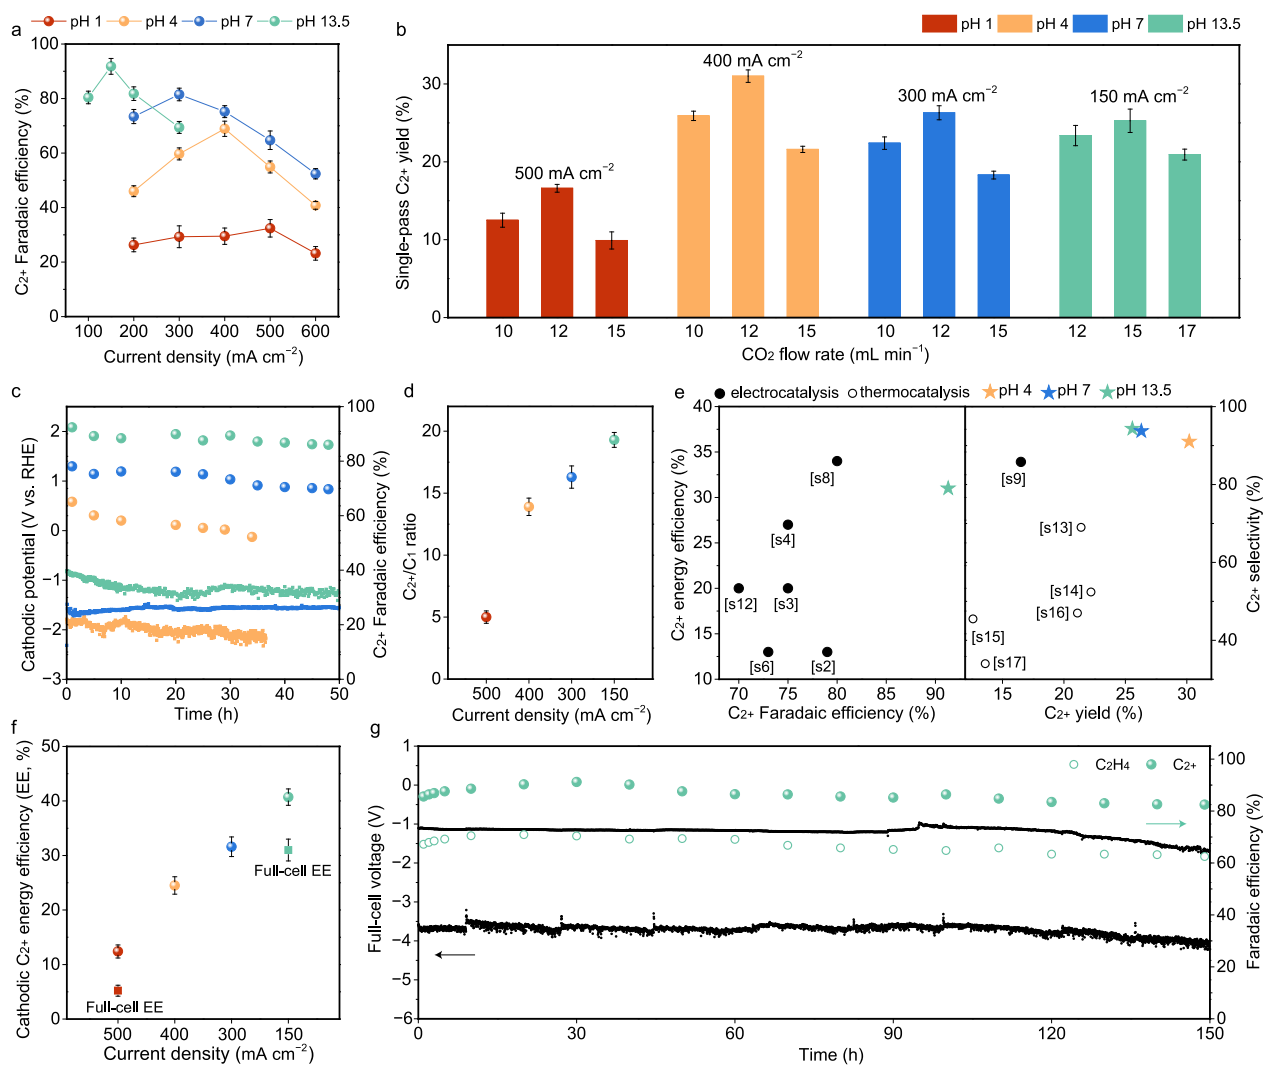 a
pH 1 pH 4 pH 7 pH 13.5
100
80
60
40
20
0
C2+ Faradaic efficiency (%)
100 200 300 400 500 600
Current density (mA cm−2)
b
pH 1 pH 4 pH 7 pH 13.5
30
20
10
0
Single-pass C2+ yield (%)
500 mA cm−2
400 mA cm−2
300 mA cm−2
150 mA cm−2
10 12 15 10 12 15 10 12 15 12 15 17
CO2 flow rate (mL min−1)
c
2
1
0
−1
−2
−3
Cathodic potential (V vs. RHE)
100
80
60
40
20
0
C2+ Faradaic efficiency (%)
0 10 20 30 40 50
Time (h)
d
20
15
10
5
0
C2+/C1 ratio
500 400 300 150
Current density (mA cm−2)
e
electrocatalysis thermocatalysis pH 4 pH 7 pH 13.5
40
35
30
25
20
15
10
C2+ energy efficiency (%)
[s8]
[s4]
[s12]
[s3]
[s6]
[s2]
70 75 80 90
C2+ Faradaic efficiency (%)
[s9]
[s13]
[s14]
[s16]
[s15]
[s17]
15 20 25 30
C2+ yield (%)
100
80
60
40
C2+ selectivity (%)
f
50
40
30
20
10
0
Cathodic C2+ energy efficiency (EE, %)
Full-cell EE
Full-cell EE
500 400 300 150
Current density (mA cm−2)
g
1
0
−1
−2
−3
−4
−5
−6
Full-cell voltage (V)
C2H4 C2+
100
80
60
40
20
0
Faradaic efficiency (%)
0 30 60 90 120 150
Time (h)